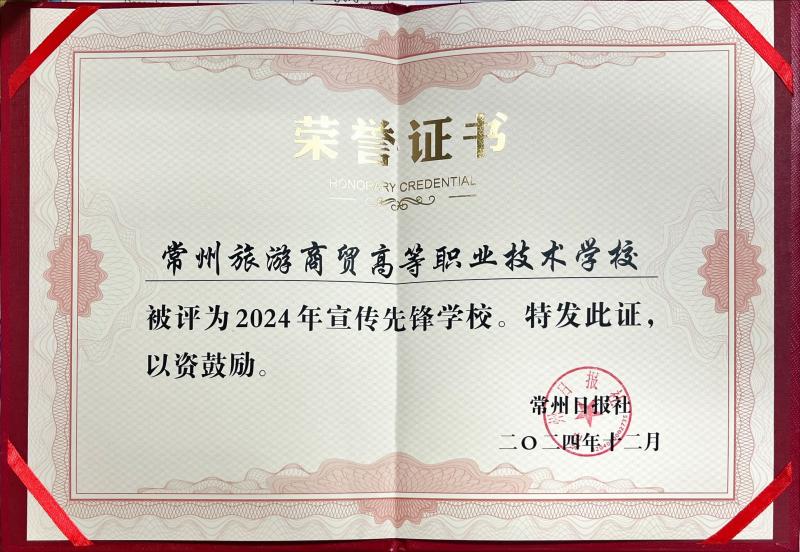 荣誉证书
HONORARY CREDENTIAL
常州旅游商贸高等职业技术学校
被评为2024年宣传先锋学校。特发此证，
以资鼓励。
常州日报社
二〇二四年十二月